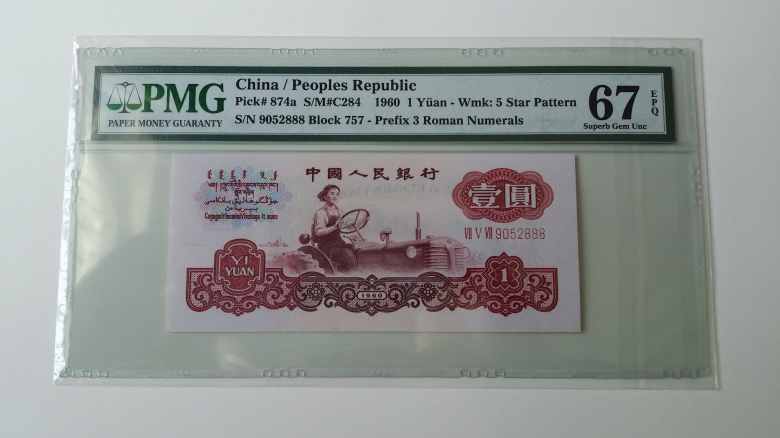 PMG
PAPER MONEY GUARANTY
China / Peoples Republic
Pick# 874a S/M#C284 1960 1 Yüan - Wmk: 5 Star Pattern
S/N 9052888 Block 757 - Prefix 3 Roman Numerals
67
EPQ
Superb Gem Unc
中國人民銀行
壹圓
VII V VII 9052888
YI
YUAN
1
1960